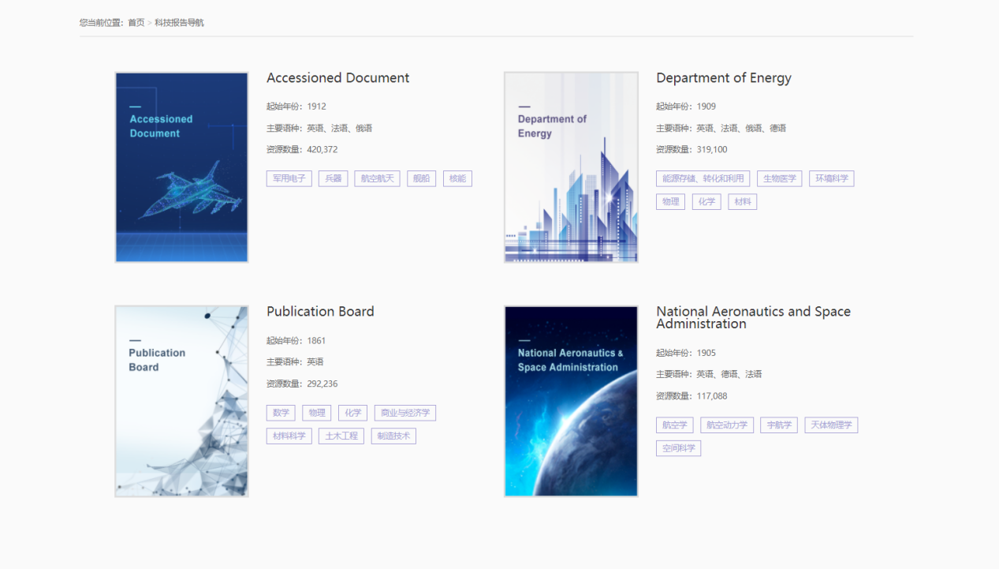 您当前位置：首页 > 科技报告导航
Accessioned
Document
Accessioned Document
起始年份：1912
主要语种：英语、法语、俄语
资源数量：420,372
军用电子 兵器 航空航天 舰船 核能
Department of
Energy
Department of Energy
起始年份：1909
主要语种：英语、法语、俄语、德语
资源数量：319,100
能源存储、转化和利用 生物医学 环境科学
物理 化学 材料
Publication
Board
Publication Board
起始年份：1861
主要语种：英语
资源数量：292,236
数学 物理 化学 商业与经济学
材料科学 土木工程 制造技术
National Aeronautics &
Space Administration
National Aeronautics and Space
Administration
起始年份：1905
主要语种：英语、德语、法语
资源数量：117,088
航空学 航空动力学 宇航学 天体物理学
空间科学